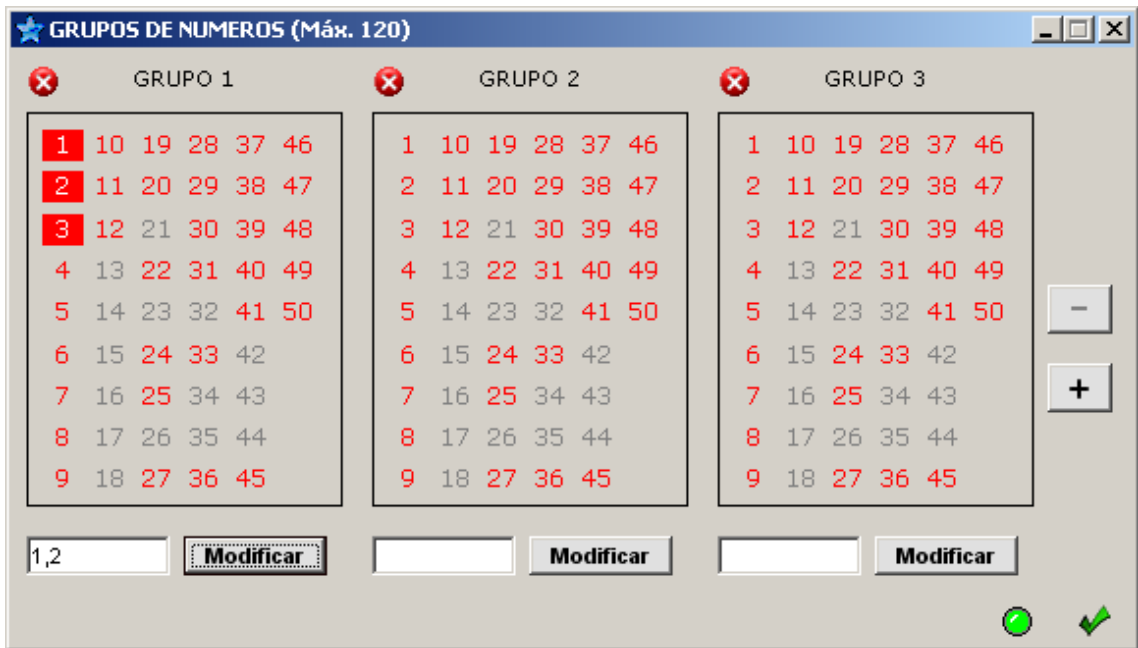 GRUPOS DE NUMEROS (Máx. 120)
GRUPO 1 GRUPO 2 GRUPO 3
1 10 19 28 37 46 1 10 19 28 37 46 1 10 19 28 37 46
2 11 20 29 38 47 2 11 20 29 38 47 2 11 20 29 38 47
3 12 21 30 39 48 3 12 21 30 39 48 3 12 21 30 39 48
4 13 22 31 40 49 4 13 22 31 40 49 4 13 22 31 40 49
5 14 23 32 41 50 5 14 23 32 41 50 5 14 23 32 41 50
6 15 24 33 42 6 15 24 33 42 6 15 24 33 42
7 16 25 34 43 7 16 25 34 43 7 16 25 34 43
8 17 26 35 44 8 17 26 35 44 8 17 26 35 44
9 18 27 36 45 9 18 27 36 45 9 18 27 36 45
−
+
1,2 Modificar Modificar Modificar